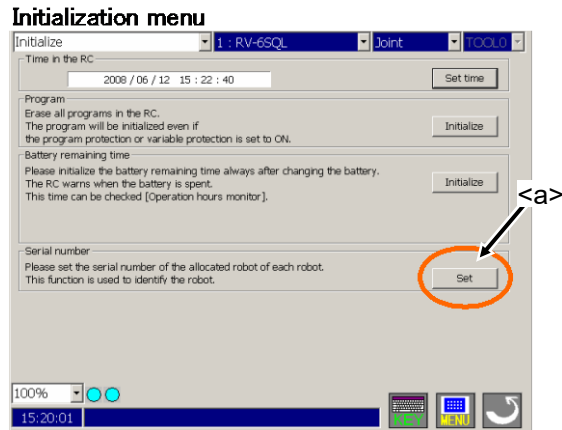 Initialization menu
Initialize 1 : RV-6SQL Joint TOOL0
Time in the RC
2008 / 06 / 12 15 : 22 : 40 Set time
Program
Erase all programs in the RC.
The program will be initialized even if
the program protection or variable protection is set to ON.
Initialize
Battery remaining time
Please initialize the battery remaining time always after changing the battery.
The RC warns when the battery is spent.
This time can be checked [Operation hours monitor].
Initialize
<a>
Serial number
Please set the serial number of the allocated robot of each robot.
This function is used to identify the robot.
Set
100%
15:20:01
KEY MENU